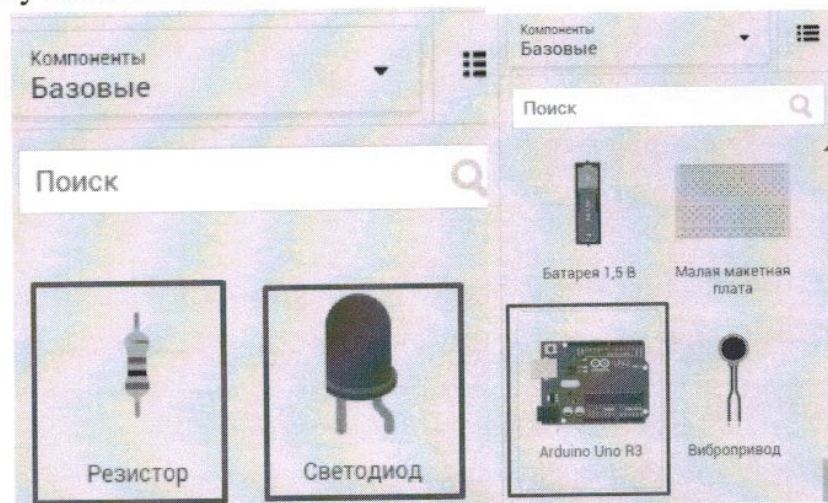 Компоненты
Базовые
Поиск
Резистор
Светодиод
Компоненты
Базовые
Поиск
Батарея 1,5 В
Малая макетная
плата
Arduino Uno R3
Вибропривод